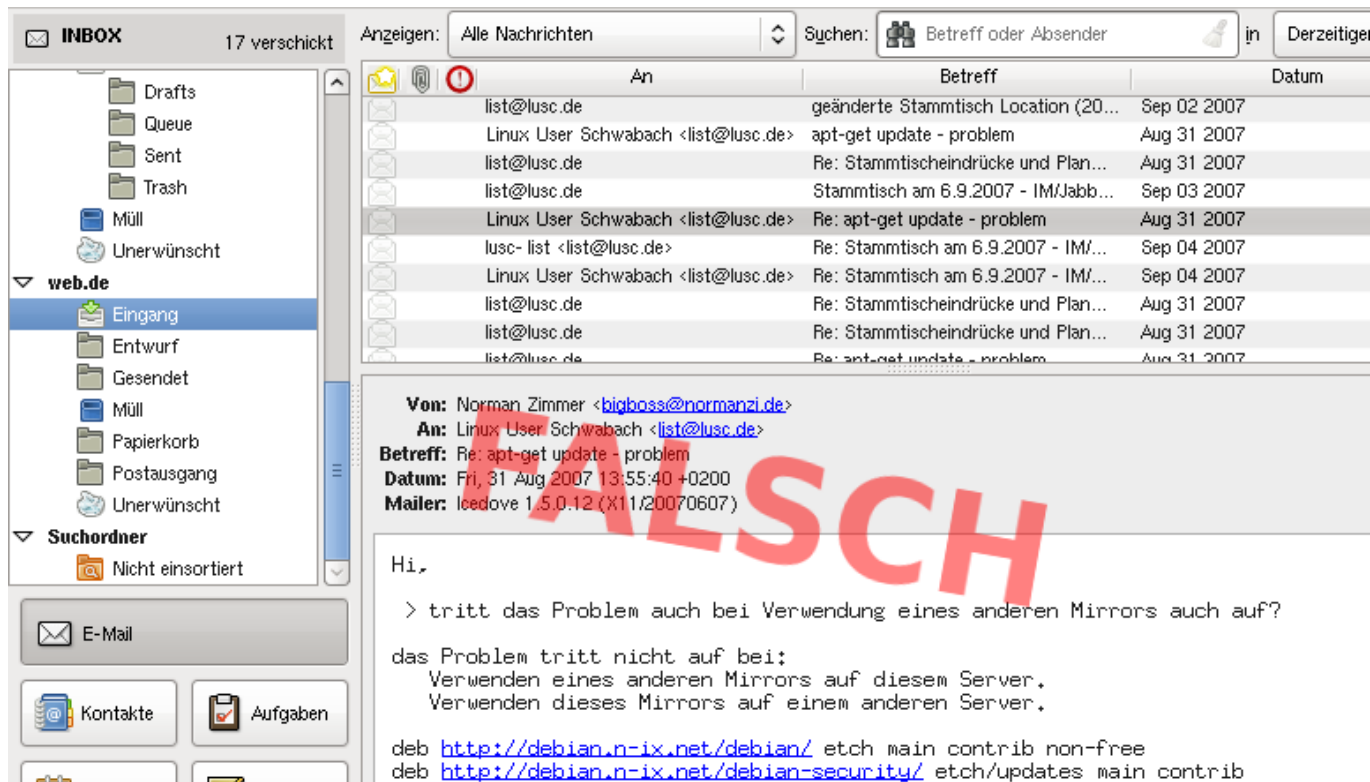 INBOX 17 verschickt
Anzeigen: Alle Nachrichten Suchen: Betreff oder Absender in
Drafts
Queue
Sent
Trash
Müll
Unerwünscht
web.de
Eingang
Entwurf
Gesendet
Müll
Papierkorb
Postausgang
Unerwünscht
Suchordner
Nicht einsortiert
E-Mail
Kontakte Aufgaben
An Betreff Datum
list@lusc.de geänderte Stammtisch Location (20... Sep 02 2007
Linux User Schwabach <list@lusc.de> apt-get update - problem Aug 31 2007
list@lusc.de Re: Stammtischeindrücke und Plan... Aug 31 2007
list@lusc.de Stammtisch am 6.9.2007 - IM/Jabb... Sep 03 2007
Linux User Schwabach <list@lusc.de> Re: apt-get update - problem Aug 31 2007
lusc- list <list@lusc.de> Re: Stammtisch am 6.9.2007 - IM/... Sep 04 2007
Linux User Schwabach <list@lusc.de> Re: Stammtisch am 6.9.2007 - IM/... Sep 04 2007
list@lusc.de Re: Stammtischeindrücke und Plan... Aug 31 2007
list@lusc.de Re: Stammtischeindrücke und Plan... Aug 31 2007
list@lusc.de Re: apt-get update - problem Aug 31 2007
Von: Norman Zimmer <bigboss@normanzi.de>
An: Linux User Schwabach <list@lusc.de>
Betreff: Re: apt-get update - problem
Datum: Fri, 31 Aug 2007 13:55:40 +0200
Mailer: Icedove 1.5.0.12 (X11/20070607)
FALSCH
Hi,
> tritt das Problem auch bei Verwendung eines anderen Mirrors auch auf?
das Problem tritt nicht auf bei:
Verwenden eines anderen Mirrors auf diesem Server.
Verwenden dieses Mirrors auf einem anderen Server.
deb http://debian.n-ix.net/debian/ etch main contrib non-free
deb http://debian.n-ix.net/debian-security/ etch/updates main contrib